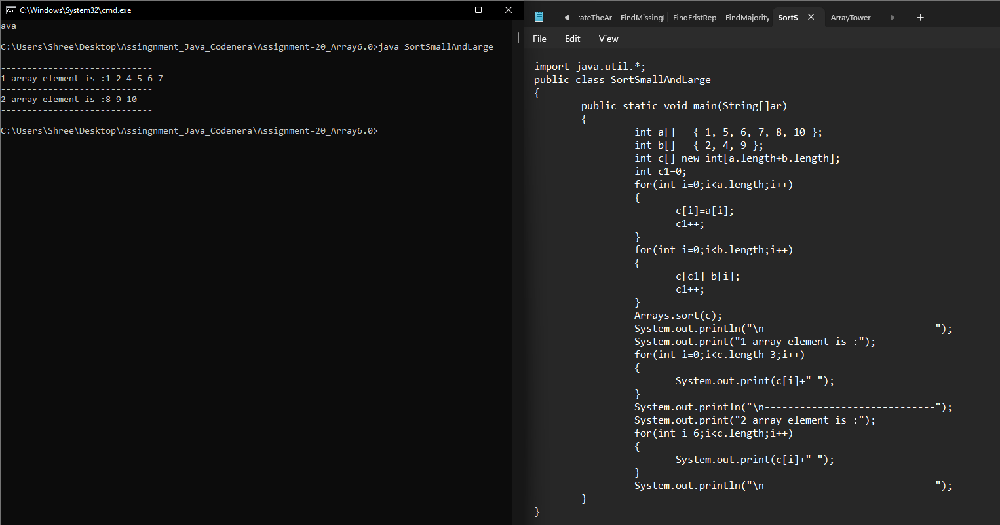 C:\Windows\System32\cmd.exe
ava
C:\Users\Shree\Desktop\Assingnment_Java_Codenera\Assignment-20_Array6.0>java SortSmallAndLarge
-----------------------------
1 array element is :1 2 4 5 6 7
-----------------------------
2 array element is :8 9 10
-----------------------------
C:\Users\Shree\Desktop\Assingnment_Java_Codenera\Assignment-20_Array6.0>
:ateTheAr FindMissingI FindFristRep FindMajority SortS ArrayTower
File Edit View
import java.util.*;
public class SortSmallAndLarge
{
public static void main(String[]ar)
{
int a[] = { 1, 5, 6, 7, 8, 10 };
int b[] = { 2, 4, 9 };
int c[]=new int[a.length+b.length];
int c1=0;
for(int i=0;i<a.length;i++)
{
c[i]=a[i];
c1++;
}
for(int i=0;i<b.length;i++)
{
c[c1]=b[i];
c1++;
}
Arrays.sort(c);
System.out.println("\n-----------------------------");
System.out.print("1 array element is :");
for(int i=0;i<c.length-3;i++)
{
System.out.print(c[i]+" ");
}
System.out.println("\n-----------------------------");
System.out.print("2 array element is :");
for(int i=6;i<c.length;i++)
{
System.out.print(c[i]+" ");
}
System.out.println("\n-----------------------------");
}
}